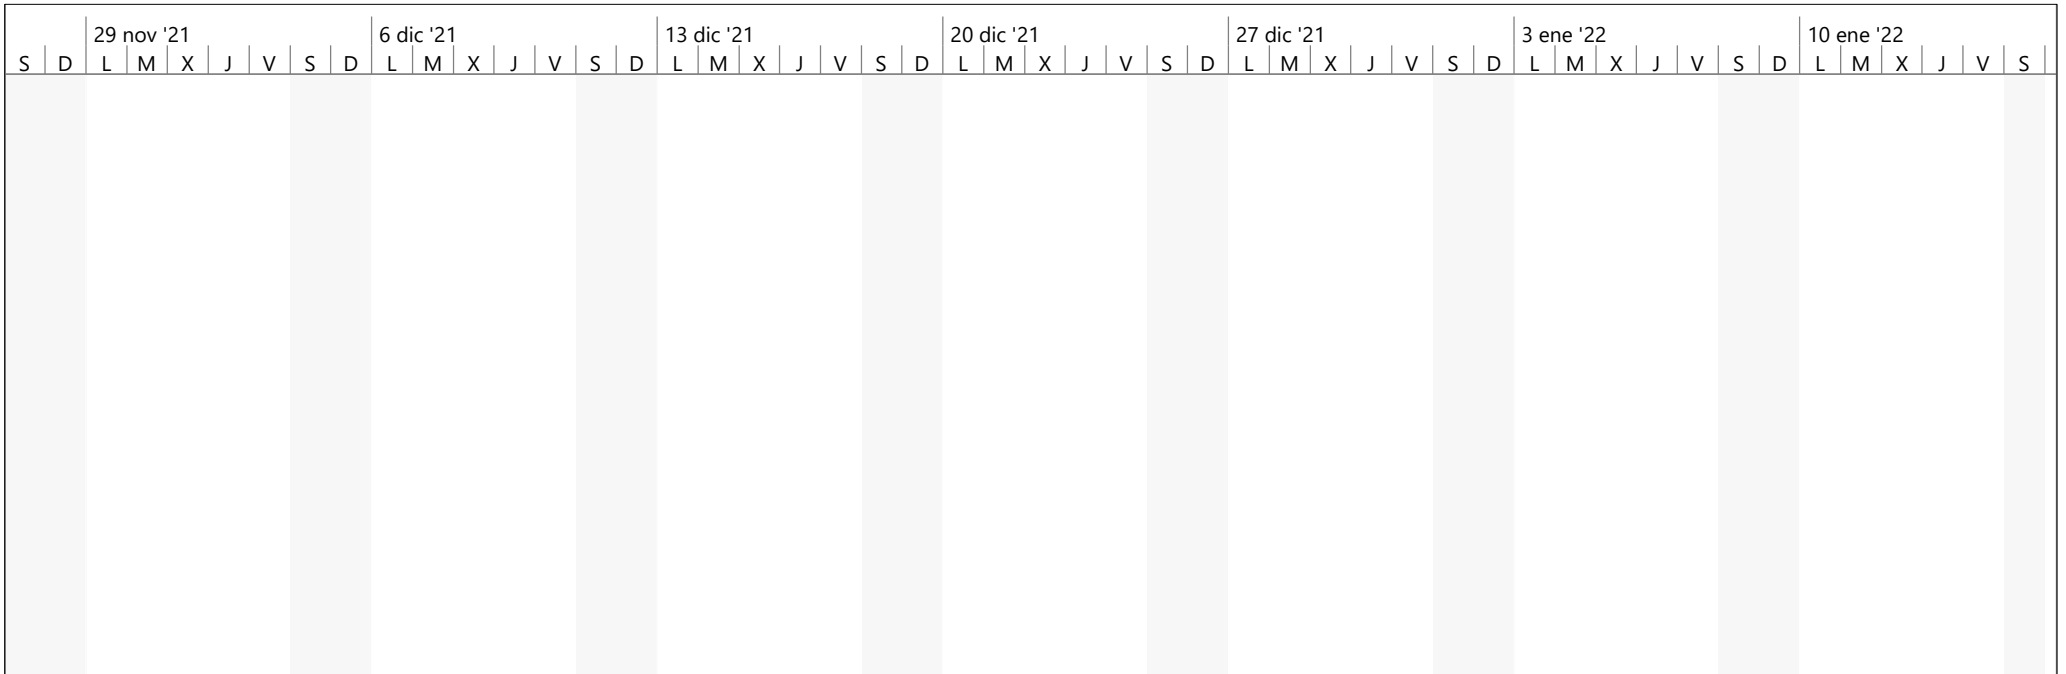 29 nov '21 6 dic '21 13 dic '21 20 dic '21 27 dic '21 3 ene '22 10 ene '22
S D L M X J V S D L M X J V S D L M X J V S D L M X J V S D L M X J V S D L M X J V S D L M X J V S